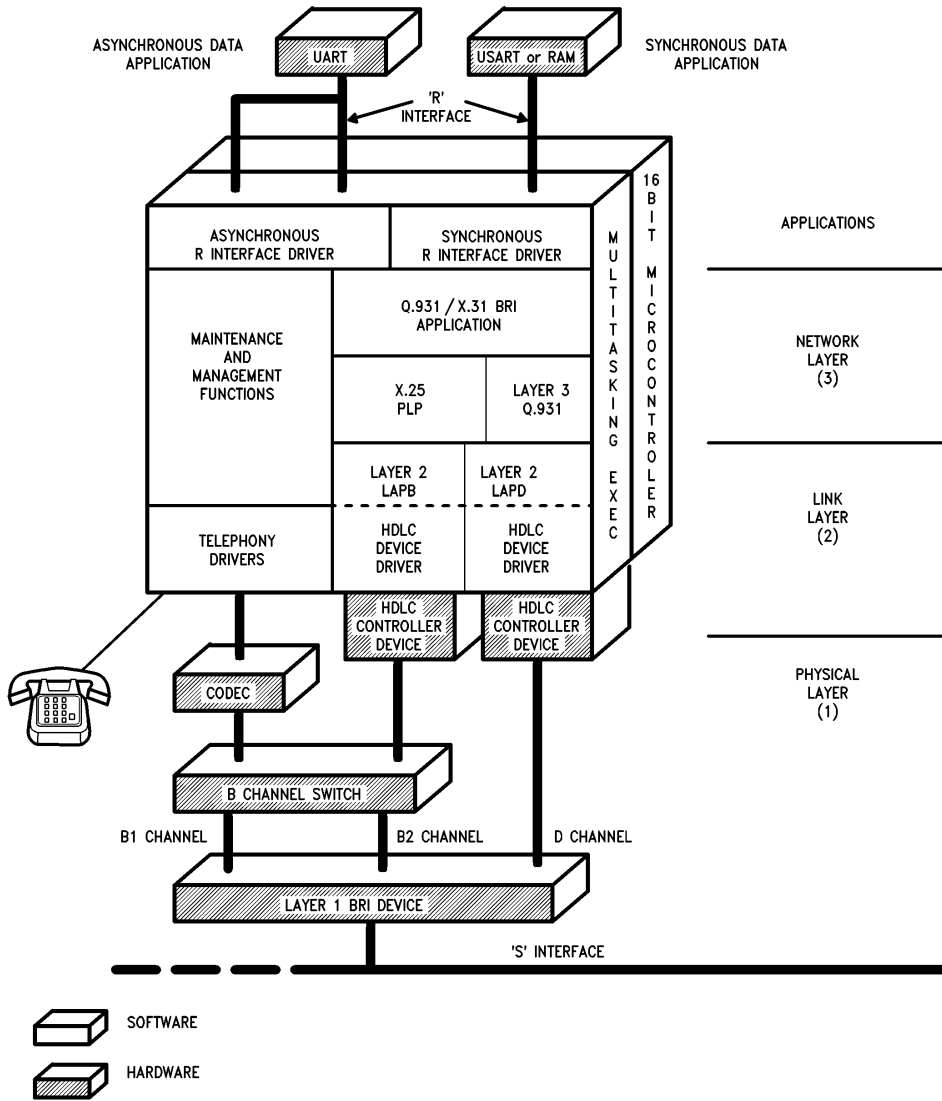 ASYNCHRONOUS DATA
APPLICATION
UART
USART or RAM
SYNCHRONOUS DATA
APPLICATION
'R'
INTERFACE
ASYNCHRONOUS
R INTERFACE DRIVER
SYNCHRONOUS
R INTERFACE DRIVER
MULTITASKING EXEC
16 BIT MICROCONTROLER
APPLICATIONS
Q.931 / X.31 BRI
APPLICATION
MAINTENANCE
AND
MANAGEMENT
FUNCTIONS
X.25
PLP
LAYER 3
Q.931
NETWORK
LAYER
(3)
LAYER 2
LAPB
LAYER 2
LAPD
LINK
LAYER
(2)
TELEPHONY
DRIVERS
HDLC
DEVICE
DRIVER
HDLC
DEVICE
DRIVER
HDLC
CONTROLLER
DEVICE
HDLC
CONTROLLER
DEVICE
PHYSICAL
LAYER
(1)
CODEC
B CHANNEL SWITCH
B1 CHANNEL
B2 CHANNEL
D CHANNEL
LAYER 1 BRI DEVICE
'S' INTERFACE
SOFTWARE
HARDWARE